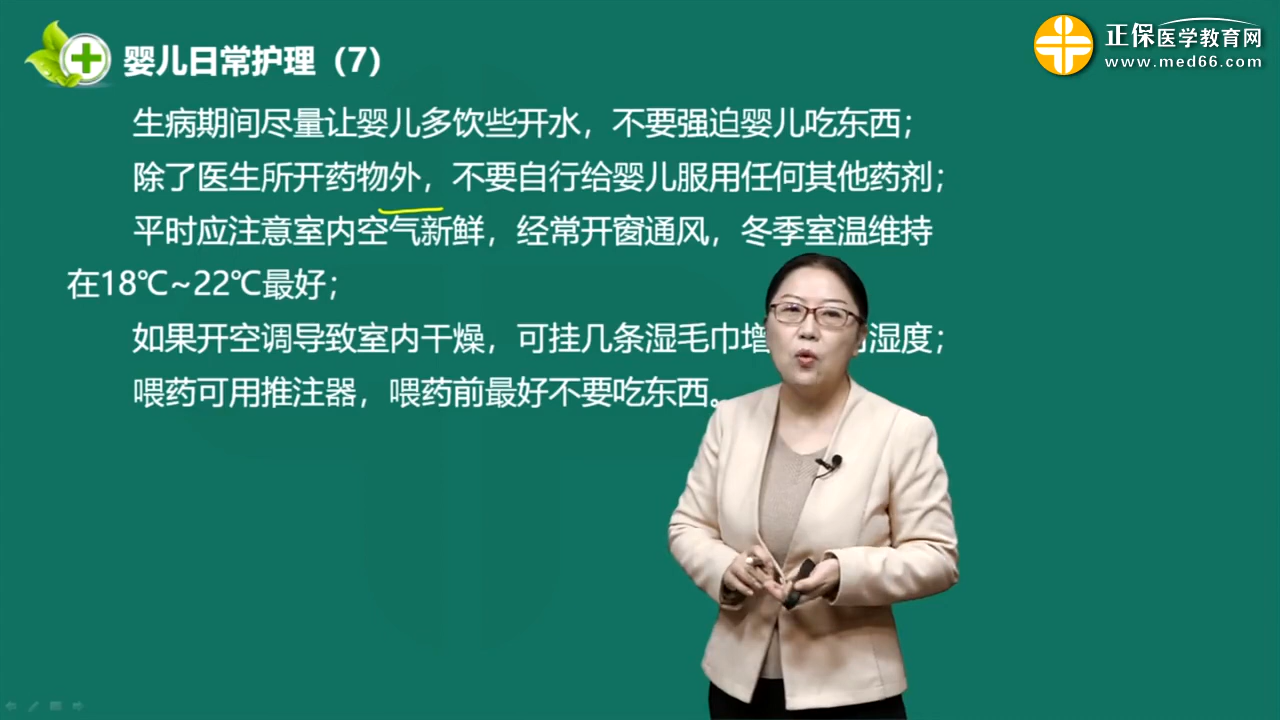 婴儿日常护理（7）
正保医学教育网
www.med66.com
生病期间尽量让婴儿多饮些开水，不要强迫婴儿吃东西；
除了医生所开药物外，不要自行给婴儿服用任何其他药剂；
平时应注意室内空气新鲜，经常开窗通风，冬季室温维持
在18℃~22℃最好；
如果开空调导致室内干燥，可挂几条湿毛巾增 湿度；
喂药可用推注器，喂药前最好不要吃东西。